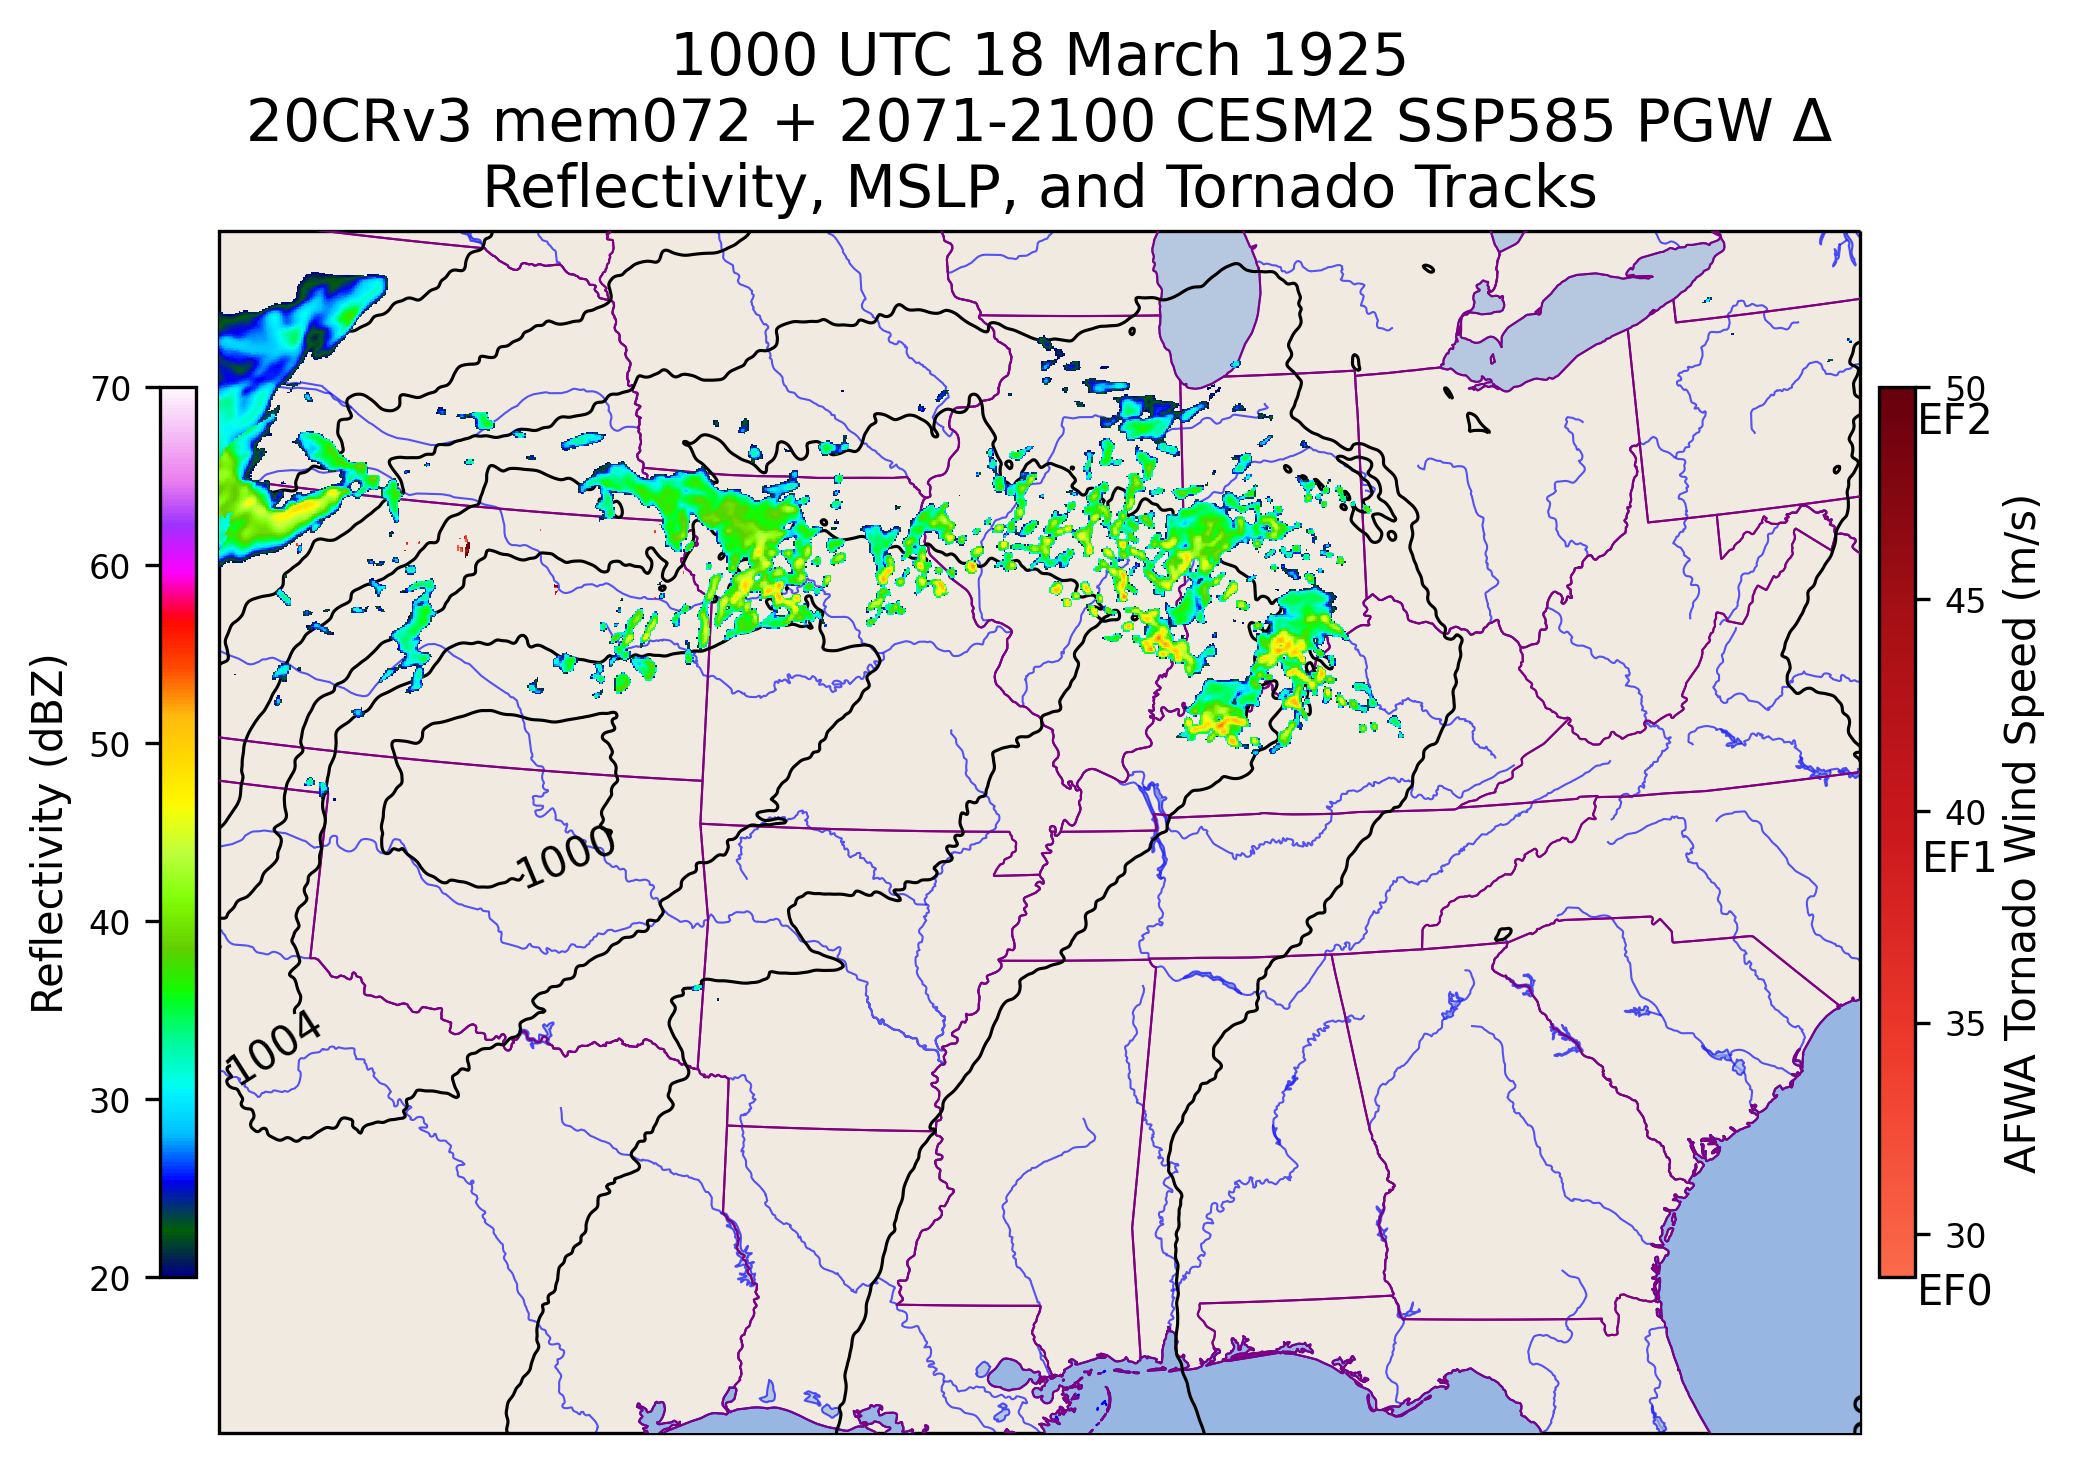 1000 UTC 18 March 1925
20CRv3 mem072 + 2071-2100 CESM2 SSP585 PGW Δ
Reflectivity, MSLP, and Tornado Tracks
70
60
50
40
30
20
Reflectivity (dBZ)
1000
1004
50
EF2
45
40
EF1
35
30
EF0
AFWA Tornado Wind Speed (m/s)